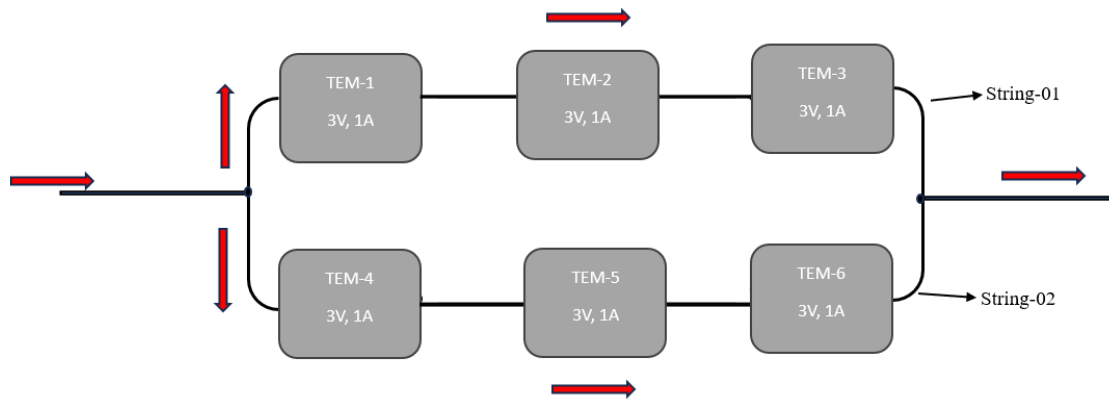 TEM-1
3V, 1A
TEM-2
3V, 1A
TEM-3
3V, 1A
String-01
TEM-4
3V, 1A
TEM-5
3V, 1A
TEM-6
3V, 1A
String-02